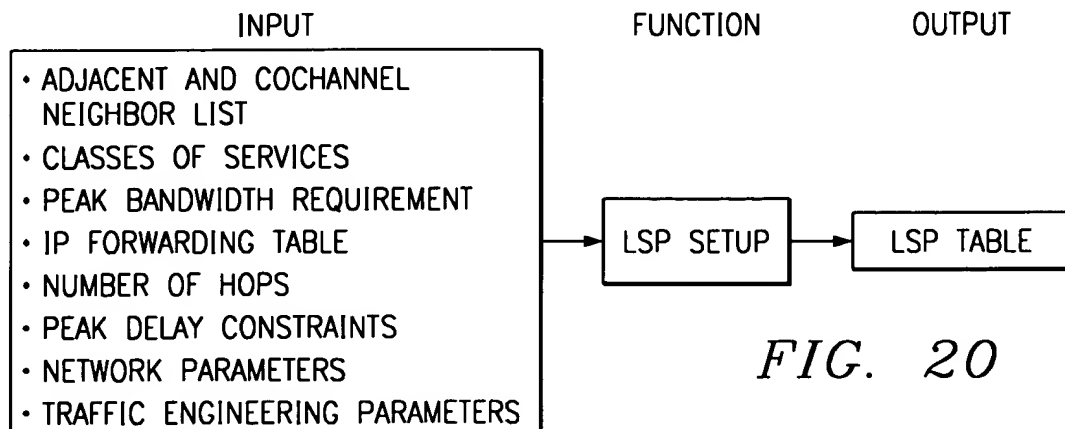 INPUT FUNCTION OUTPUT
• ADJACENT AND COCHANNEL
NEIGHBOR LIST
• CLASSES OF SERVICES
• PEAK BANDWIDTH REQUIREMENT
• IP FORWARDING TABLE
• NUMBER OF HOPS
• PEAK DELAY CONSTRAINTS
• NETWORK PARAMETERS
• TRAFFIC ENGINEERING PARAMETERS
LSP SETUP
LSP TABLE
FIG. 20